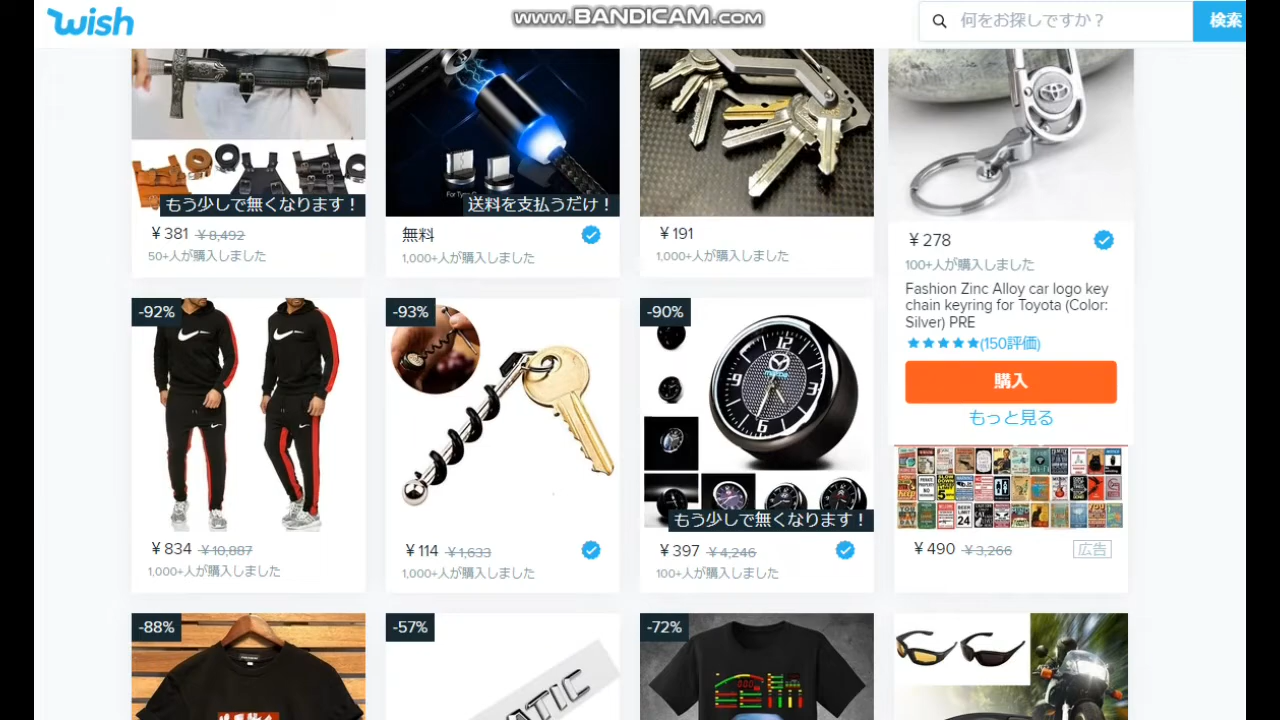 wish
www.BANDICAM.com
何をお探しですか？
検索
もう少しで無くなります！
￥381 ￥8,492
50+人が購入しました
For Type C
送料を支払うだけ！
無料
1,000+人が購入しました
￥191
1,000+人が購入しました
￥278
100+人が購入しました
Fashion Zinc Alloy car logo key
chain keyring for Toyota (Color:
Silver) PRE
(150評価)
購入
もっと見る
-92%
￥834 ￥10,887
1,000+人が購入しました
-93%
￥114 ￥1,633
1,000+人が購入しました
-90%
12
9
3
6
もう少しで無くなります！
￥397 ￥4,246
100+人が購入しました
￥490 ￥3,266
広告
-88%
-57%
ATIC
-72%